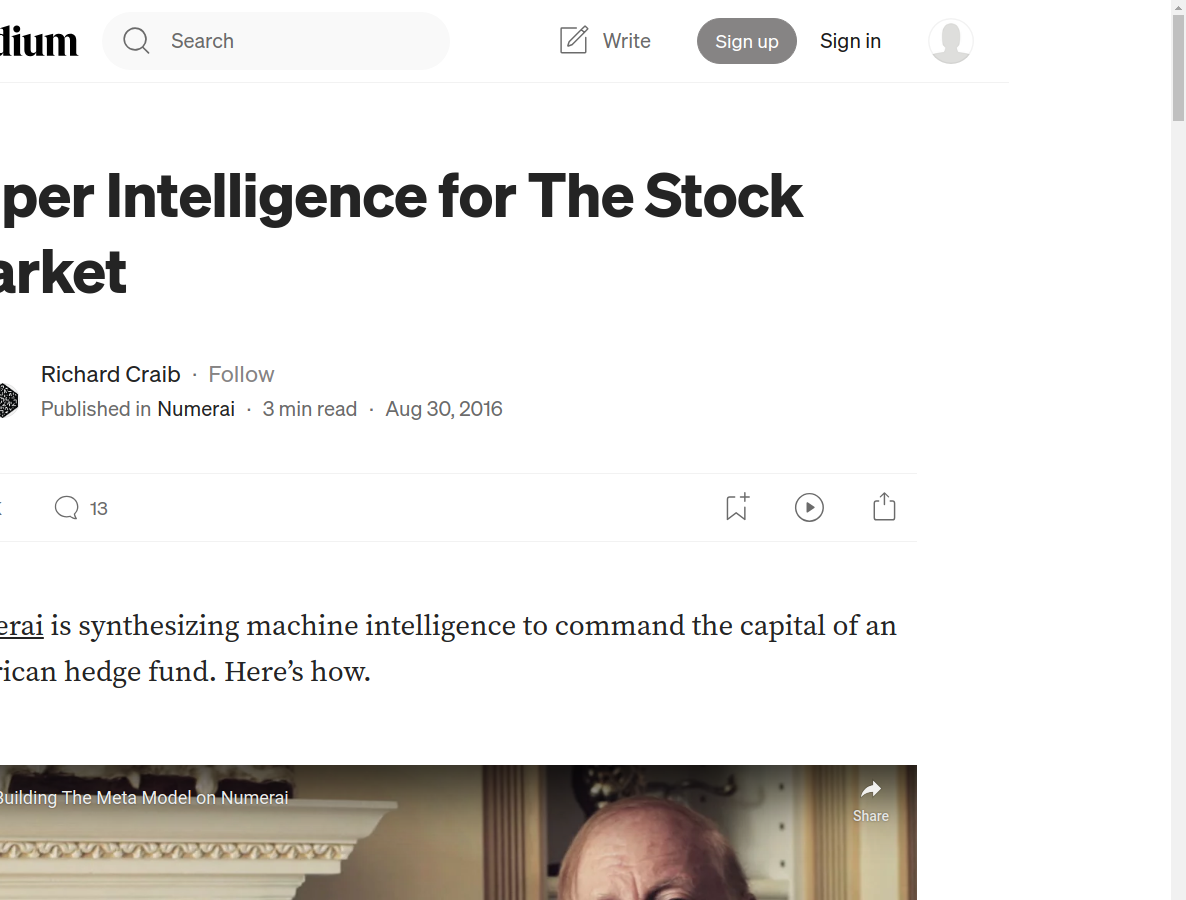 dium
Search
Write
Sign up
Sign in
per Intelligence for The Stock
arket
Richard Craib · Follow
Published in Numerai · 3 min read · Aug 30, 2016
13
erai is synthesizing machine intelligence to command the capital of an
rican hedge fund. Here’s how.
Building The Meta Model on Numerai
Share